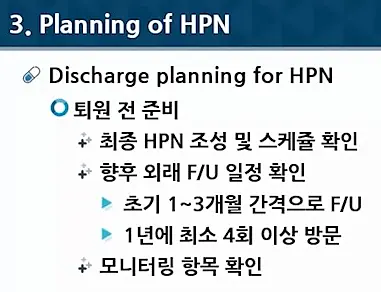 3. Planning of HPN
Discharge planning for HPN
퇴원 전 준비
최종 HPN 조성 및 스케쥴 확인
향후 외래 F/U 일정 확인
초기 1~3개월 간격으로 F/U
1년에 최소 4회 이상 방문
모니터링 항목 확인